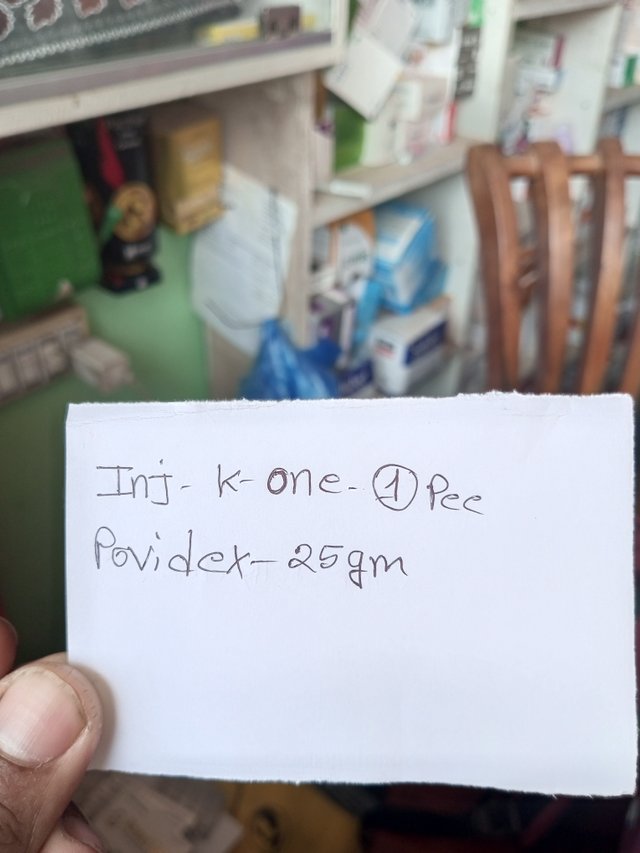 Inj- K-one- ① Pec
Povidex- 25gm